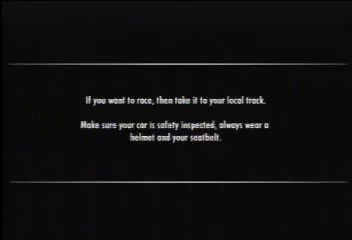 If you want to race, then take it to your local track.
Make sure your car is safety inspected, always wear a
helmet and your seatbelt.